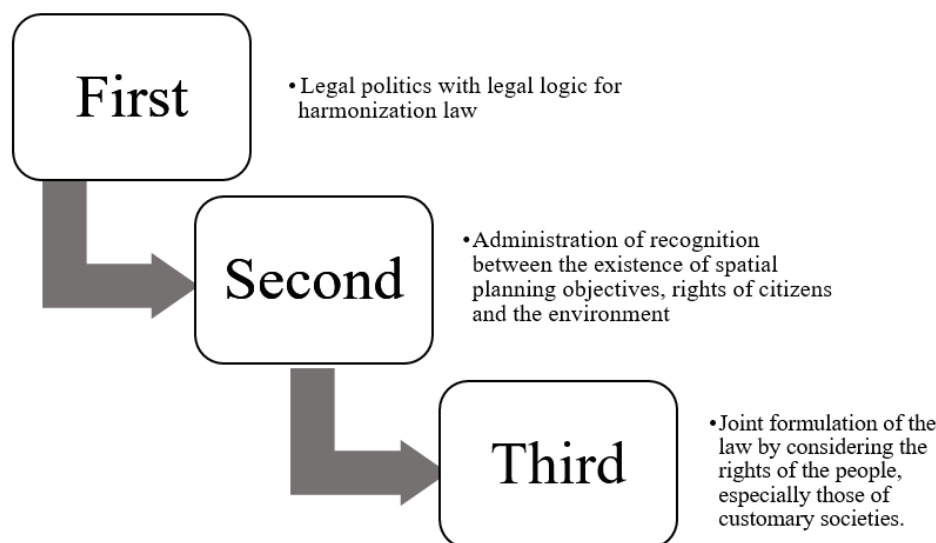 First
• Legal politics with legal logic for
harmonization law
Second
• Administration of recognition
between the existence of spatial
planning objectives, rights of citizens
and the environment
Third
• Joint formulation of the
law by considering the
rights of the people,
especially those of
customary societies.